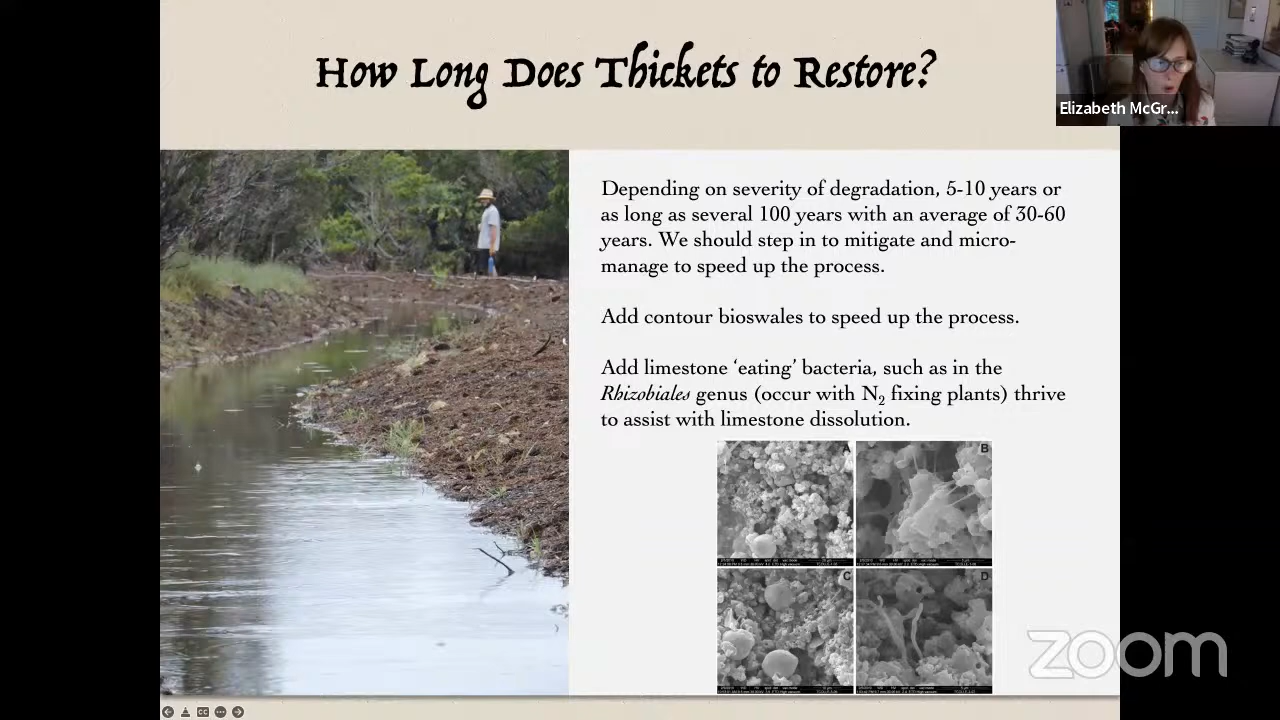 How Long Does Thickets to Restore?
Elizabeth McGr...
Depending on severity of degradation, 5-10 years or
as long as several 100 years with an average of 30-60
years. We should step in to mitigate and micro-
manage to speed up the process.
Add contour bioswales to speed up the process.
Add limestone ‘eating’ bacteria, such as in the
Rhizobiales genus (occur with N₂ fixing plants) thrive
to assist with limestone dissolution.
A
B
C
D
zoom